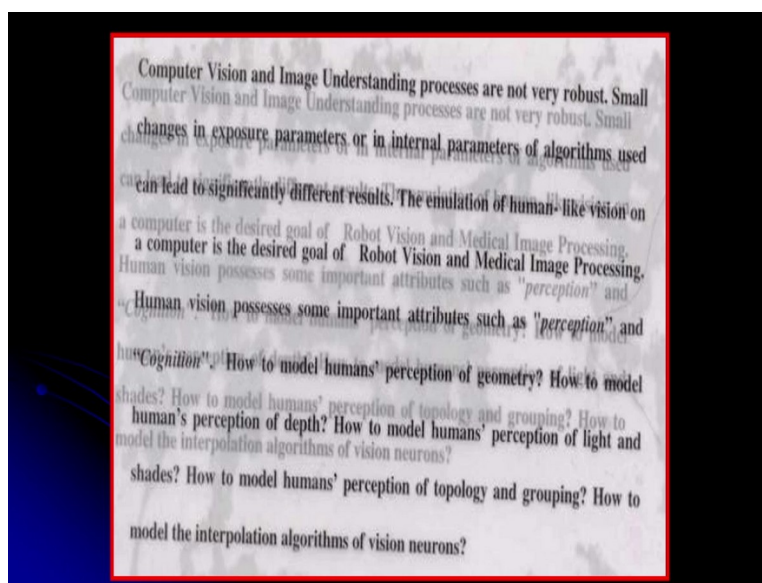 Computer Vision and Image Understanding processes are not very robust. Small
changes in exposure parameters or in internal parameters of algorithms used
can lead to significantly different results. The emulation of human- like vision on
a computer is the desired goal of Robot Vision and Medical Image Processing.
Human vision possesses some important attributes such as "perception" and
"Cognition". How to model humans' perception of geometry? How to model
human's perception of depth? How to model humans' perception of light and
shades? How to model humans' perception of topology and grouping? How to
model the interpolation algorithms of vision neurons?